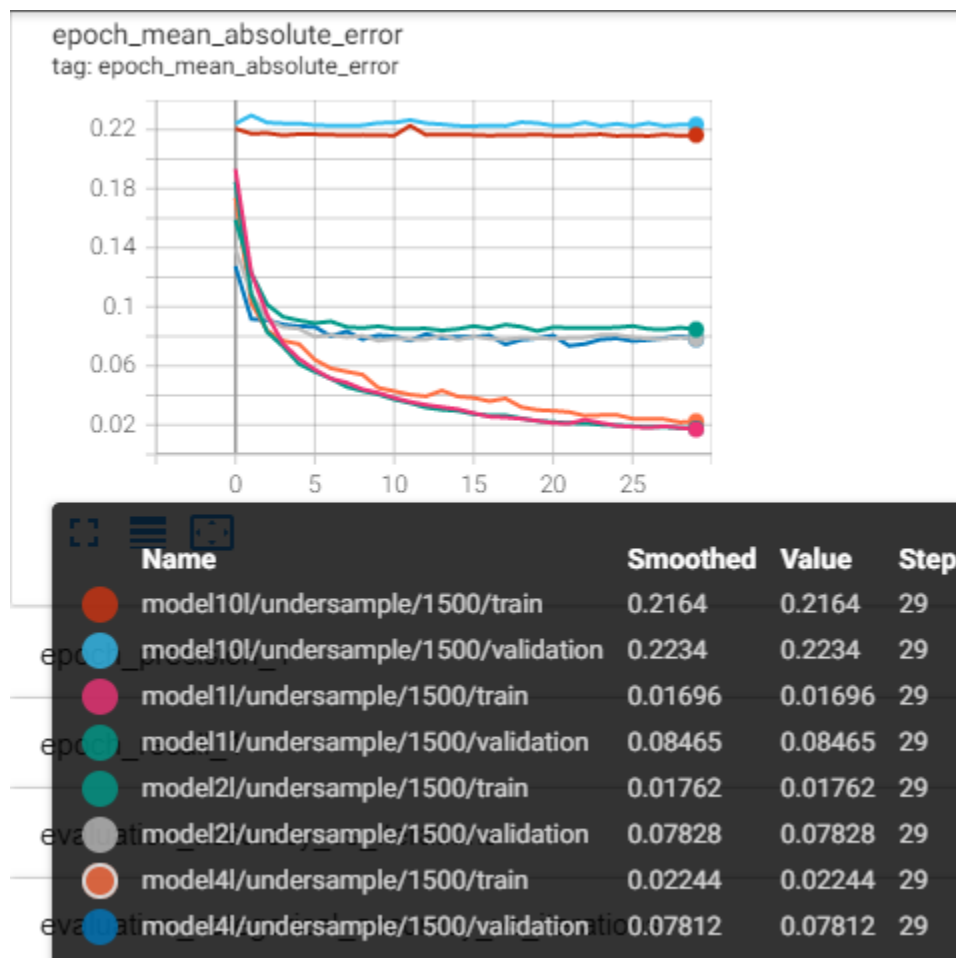 epoch_mean_absolute_error
tag: epoch_mean_absolute_error
0.22
0.18
0.14
0.1
0.06
0.02
0 5 10 15 20 25
Name Smoothed Value Step
model10l/undersample/1500/train 0.2164 0.2164 29
model10l/undersample/1500/validation 0.2234 0.2234 29
model1l/undersample/1500/train 0.01696 0.01696 29
model1l/undersample/1500/validation 0.08465 0.08465 29
model2l/undersample/1500/train 0.01762 0.01762 29
model2l/undersample/1500/validation 0.07828 0.07828 29
model4l/undersample/1500/train 0.02244 0.02244 29
model4l/undersample/1500/validation 0.07812 0.07812 29